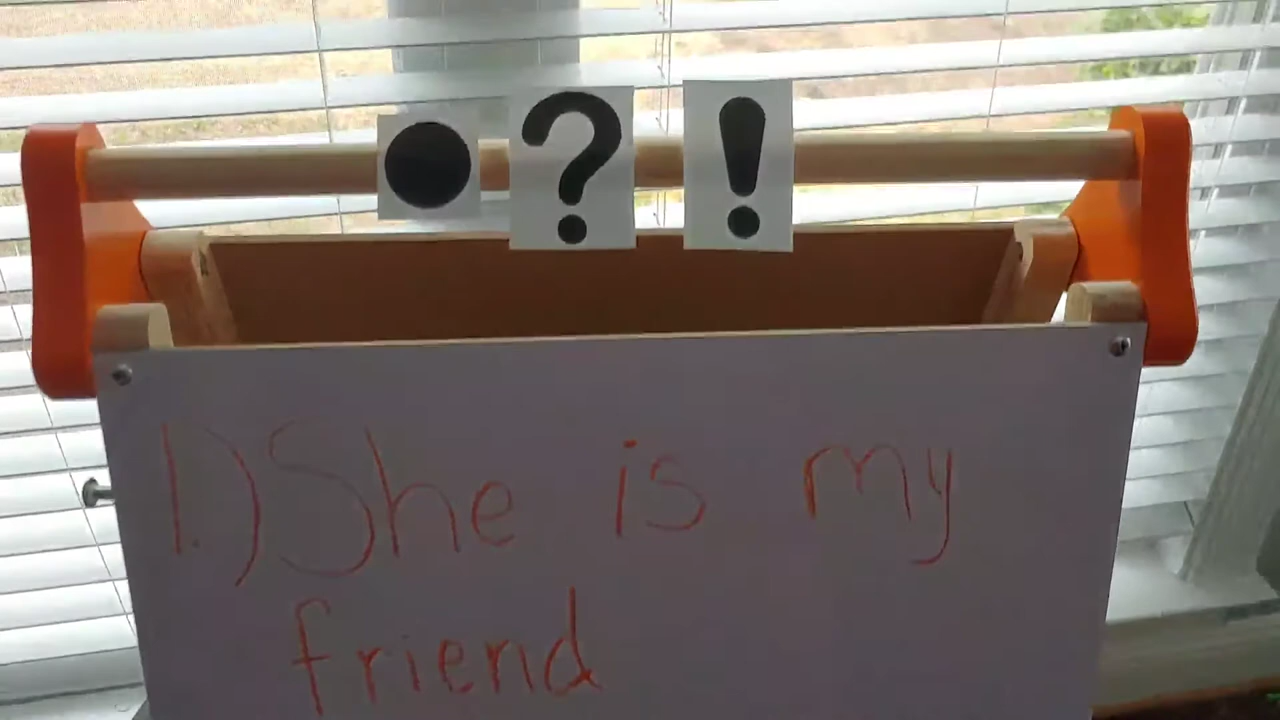 ● ? !
1.) She is my
friend